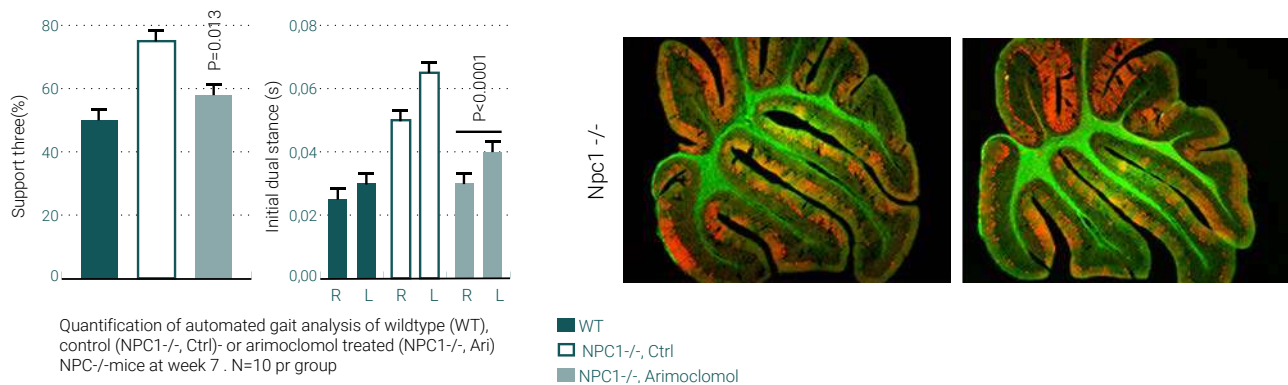 80
60
40
20
0
Support three(%)
P=0.013
0,08
0,06
0,04
0,02
0,00
Initial dual stance (s)
P<0.0001
R L R L R L
Npc1 -/-
Quantification of automated gait analysis of wildtype (WT),
control (NPC1-/-, Ctrl)- or arimoclomol treated (NPC1-/-, Ari)
NPC-/-mice at week 7 . N=10 pr group
WT
NPC1-/-, Ctrl
NPC1-/-, Arimoclomol